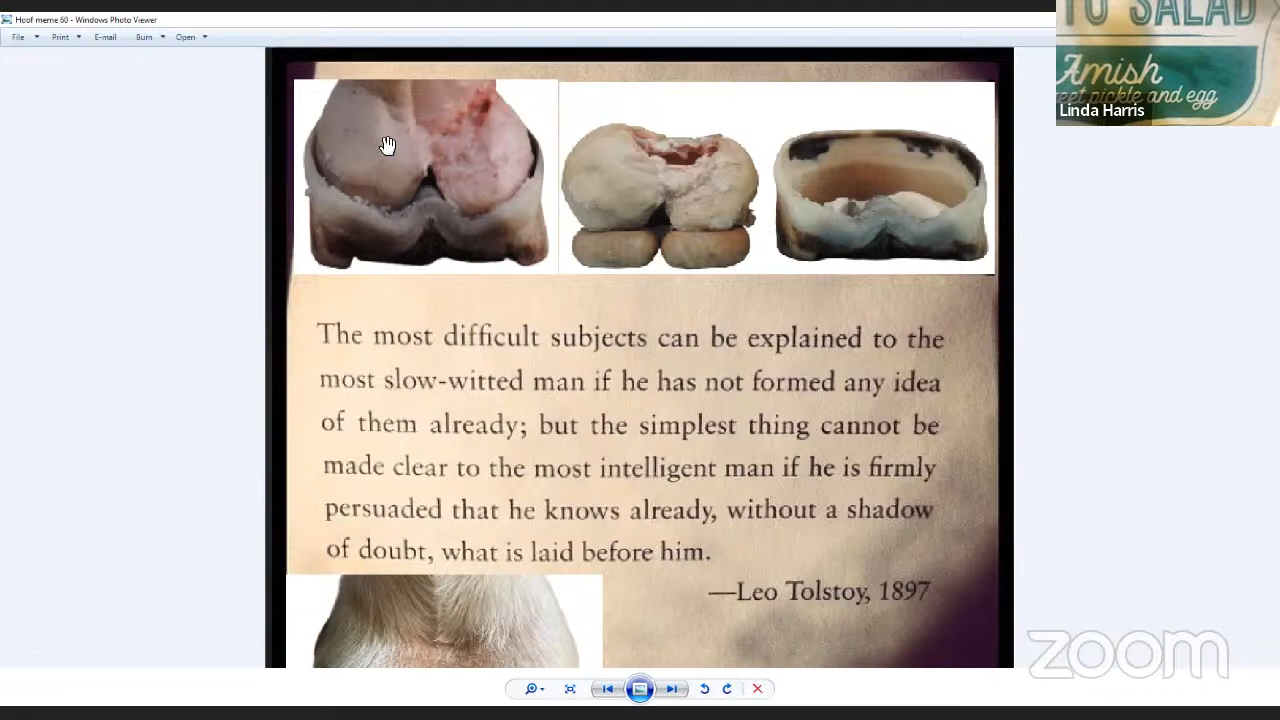 Hoof meme 60 - Windows Photo Viewer
File Print E-mail Burn Open
TO SALAD
Amish
pickle and egg
Linda Harris
The most difficult subjects can be explained to the
most slow-witted man if he has not formed any idea
of them already; but the simplest thing cannot be
made clear to the most intelligent man if he is firmly
persuaded that he knows already, without a shadow
of doubt, what is laid before him.
—Leo Tolstoy, 1897
zoom